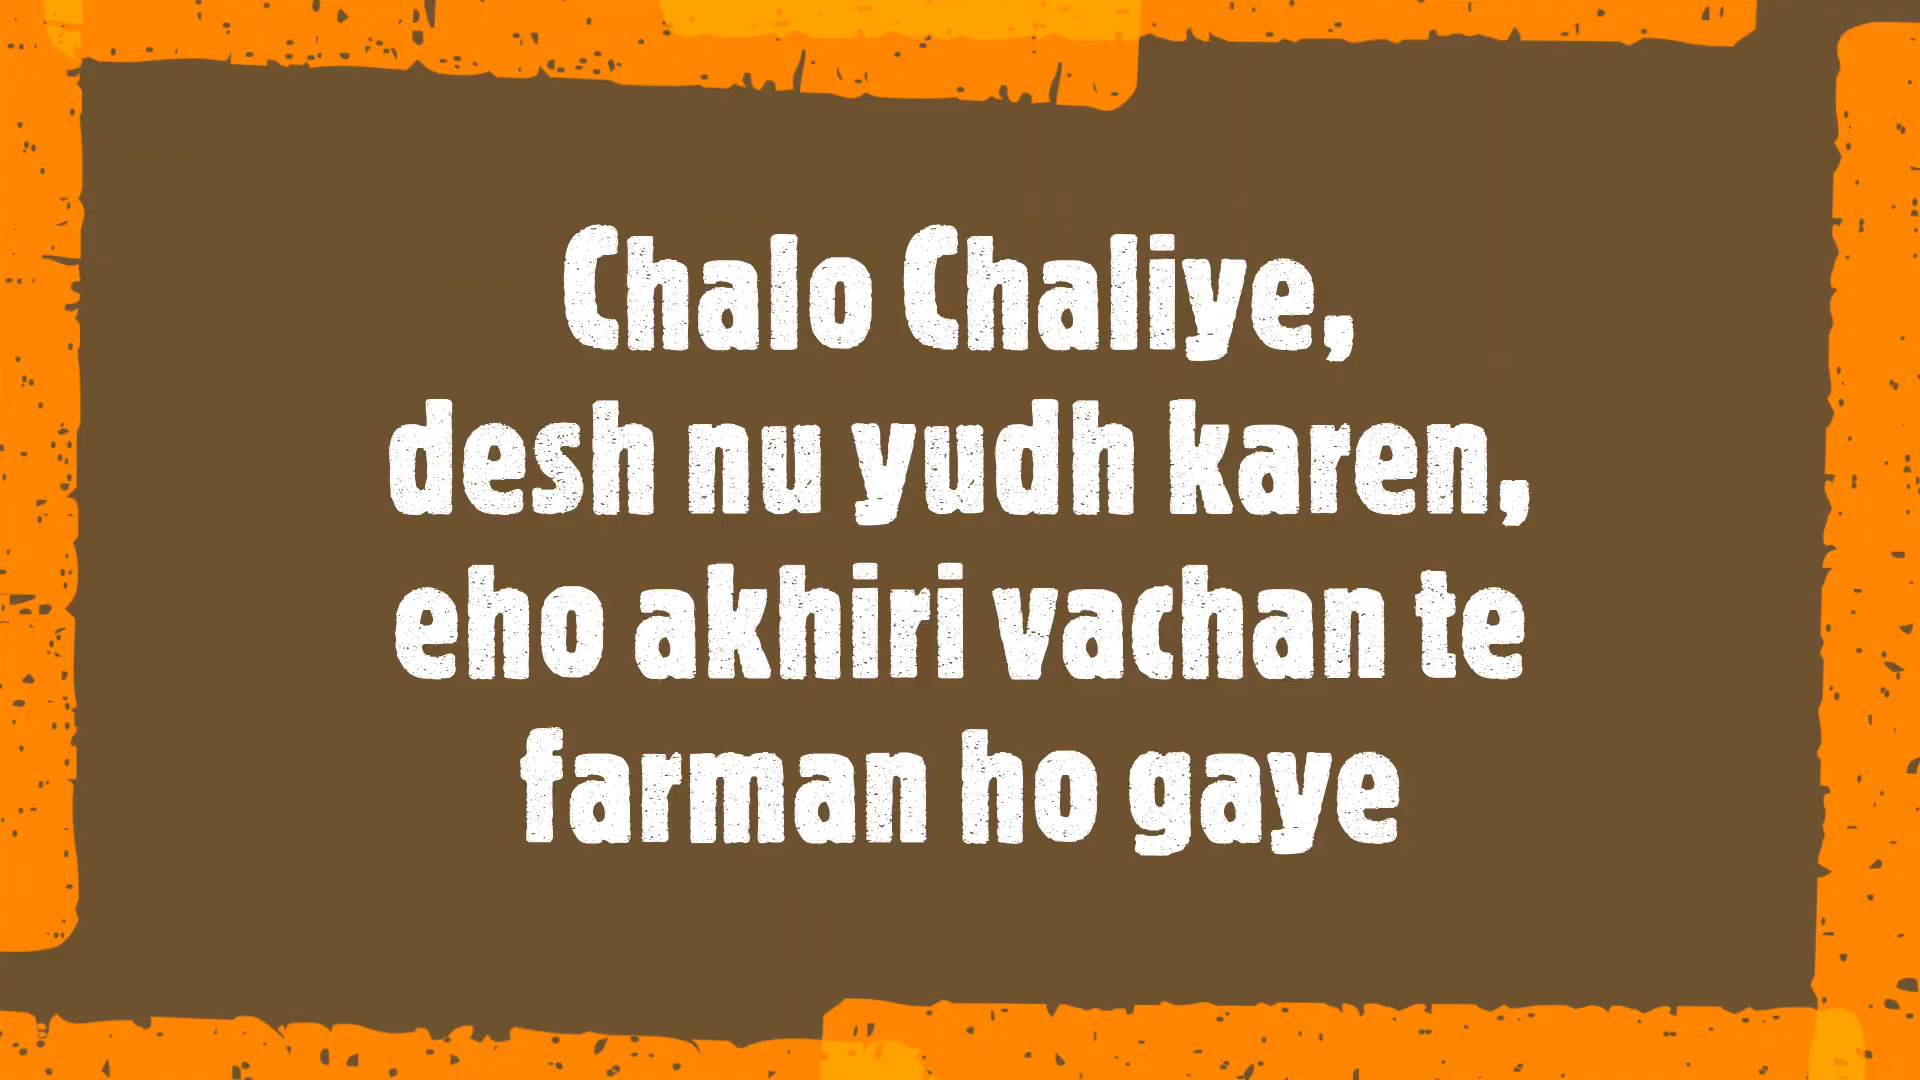 Chalo Chaliye,
desh nu yudh karen,
eho akhiri vachan te
farman ho gaye